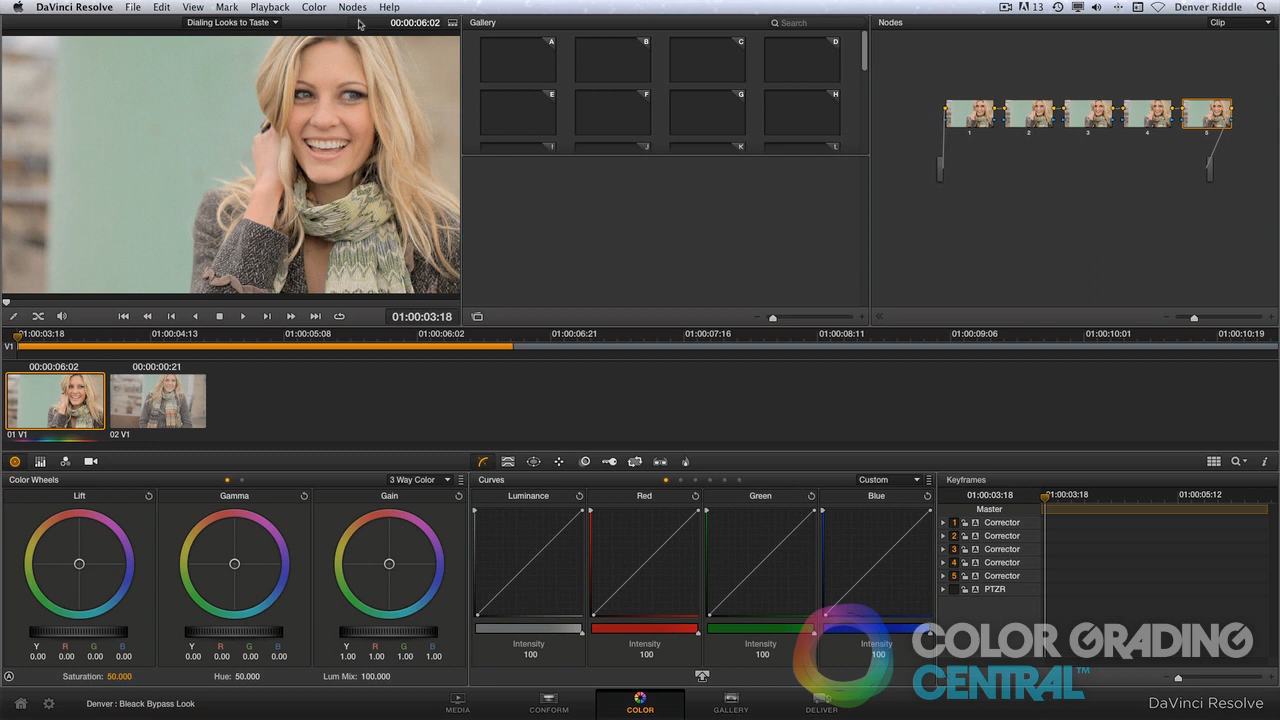 DaVinci Resolve File Edit View Mark Playback Color Nodes Help 13 Denver Riddle
Dialing Looks to Taste 00:00:06:02 Gallery Search Nodes Clip
A B C D
E F G H
I J K L
1 2 3 4 5
01:00:03:18
01:00:03:18 01:00:04:13 01:00:05:08 01:00:06:02 01:00:06:21 01:00:07:16 01:00:08:11 01:00:09:06 01:00:10:01 01:00:10:19
V1
00:00:06:02 00:00:00:21
01 V1 02 V1
Color Wheels 3 Way Color Curves Custom Keyframes
Lift Gamma Gain Luminance Red Green Blue 01:00:03:18 01:00:03:18 01:00:05:12
Master
1 Corrector
2 Corrector
3 Corrector
4 Corrector
5 Corrector
PTZR
Y R G B Y R G B Y R G B
0.00 0.00 0.00 0.00 0.00 0.00 0.00 0.00 1.00 1.00 1.00 1.00
Intensity Intensity Intensity Intensity
100 100 100 100
Saturation: 50.000 Hue: 50.000 Lum Mix: 100.000
COLOR GRADING
CENTRAL™
Denver : Bleack Bypass Look MEDIA CONFORM COLOR GALLERY DELIVER DaVinci Resolve